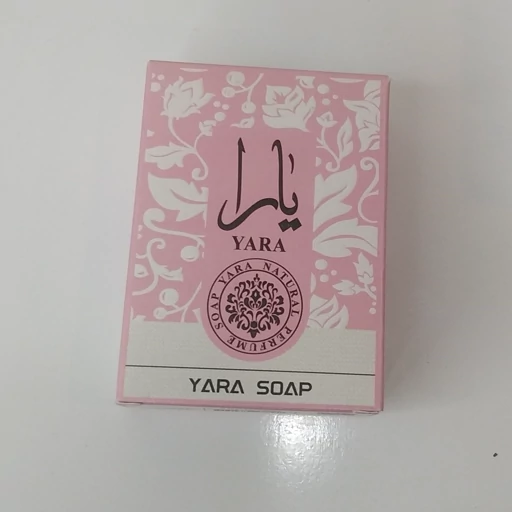 يارا
YARA
YARA NATURAL PERFUME SOAP
YARA SOAP